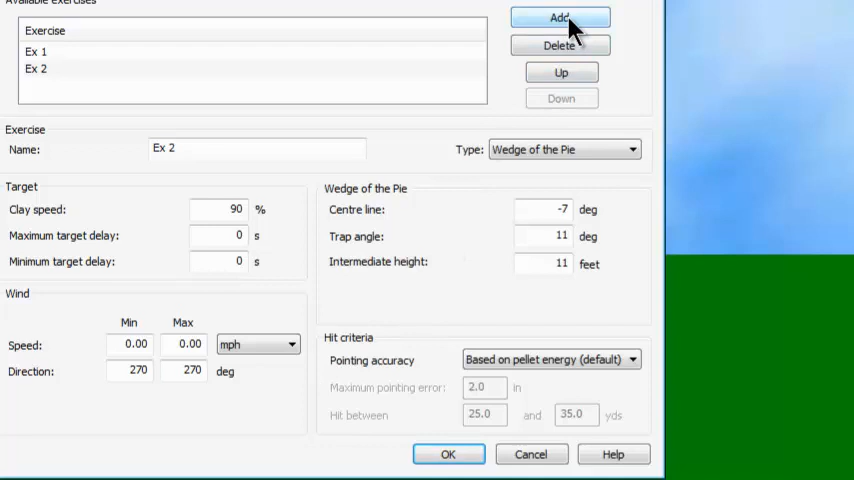 Available exercises
Exercise
Add
Ex 1
Delete
Ex 2
Up
Down
Exercise
Name: Ex 2 Type: Wedge of the Pie
Target
Clay speed: 90 %
Maximum target delay: 0 s
Minimum target delay: 0 s
Wedge of the Pie
Centre line: -7 deg
Trap angle: 11 deg
Intermediate height: 11 feet
Wind
Min Max
Speed: 0.00 0.00 mph
Direction: 270 270 deg
Hit criteria
Pointing accuracy Based on pellet energy (default)
Maximum pointing error: 2.0 in
Hit between 25.0 and 35.0 yds
OK Cancel Help